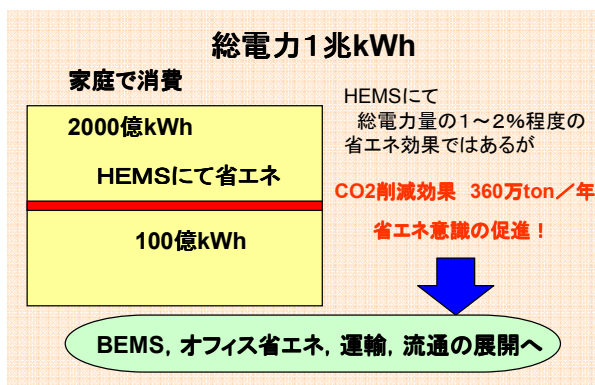 総電力1兆kWh
家庭で消費
2000億kWh
HEMSにて省エネ
100億kWh
HEMSにて
総電力量の1～2%程度の
省エネ効果ではあるが
CO2削減効果 360万ton／年
省エネ意識の促進！
BEMS, オフィス省エネ, 運輸, 流通の展開へ